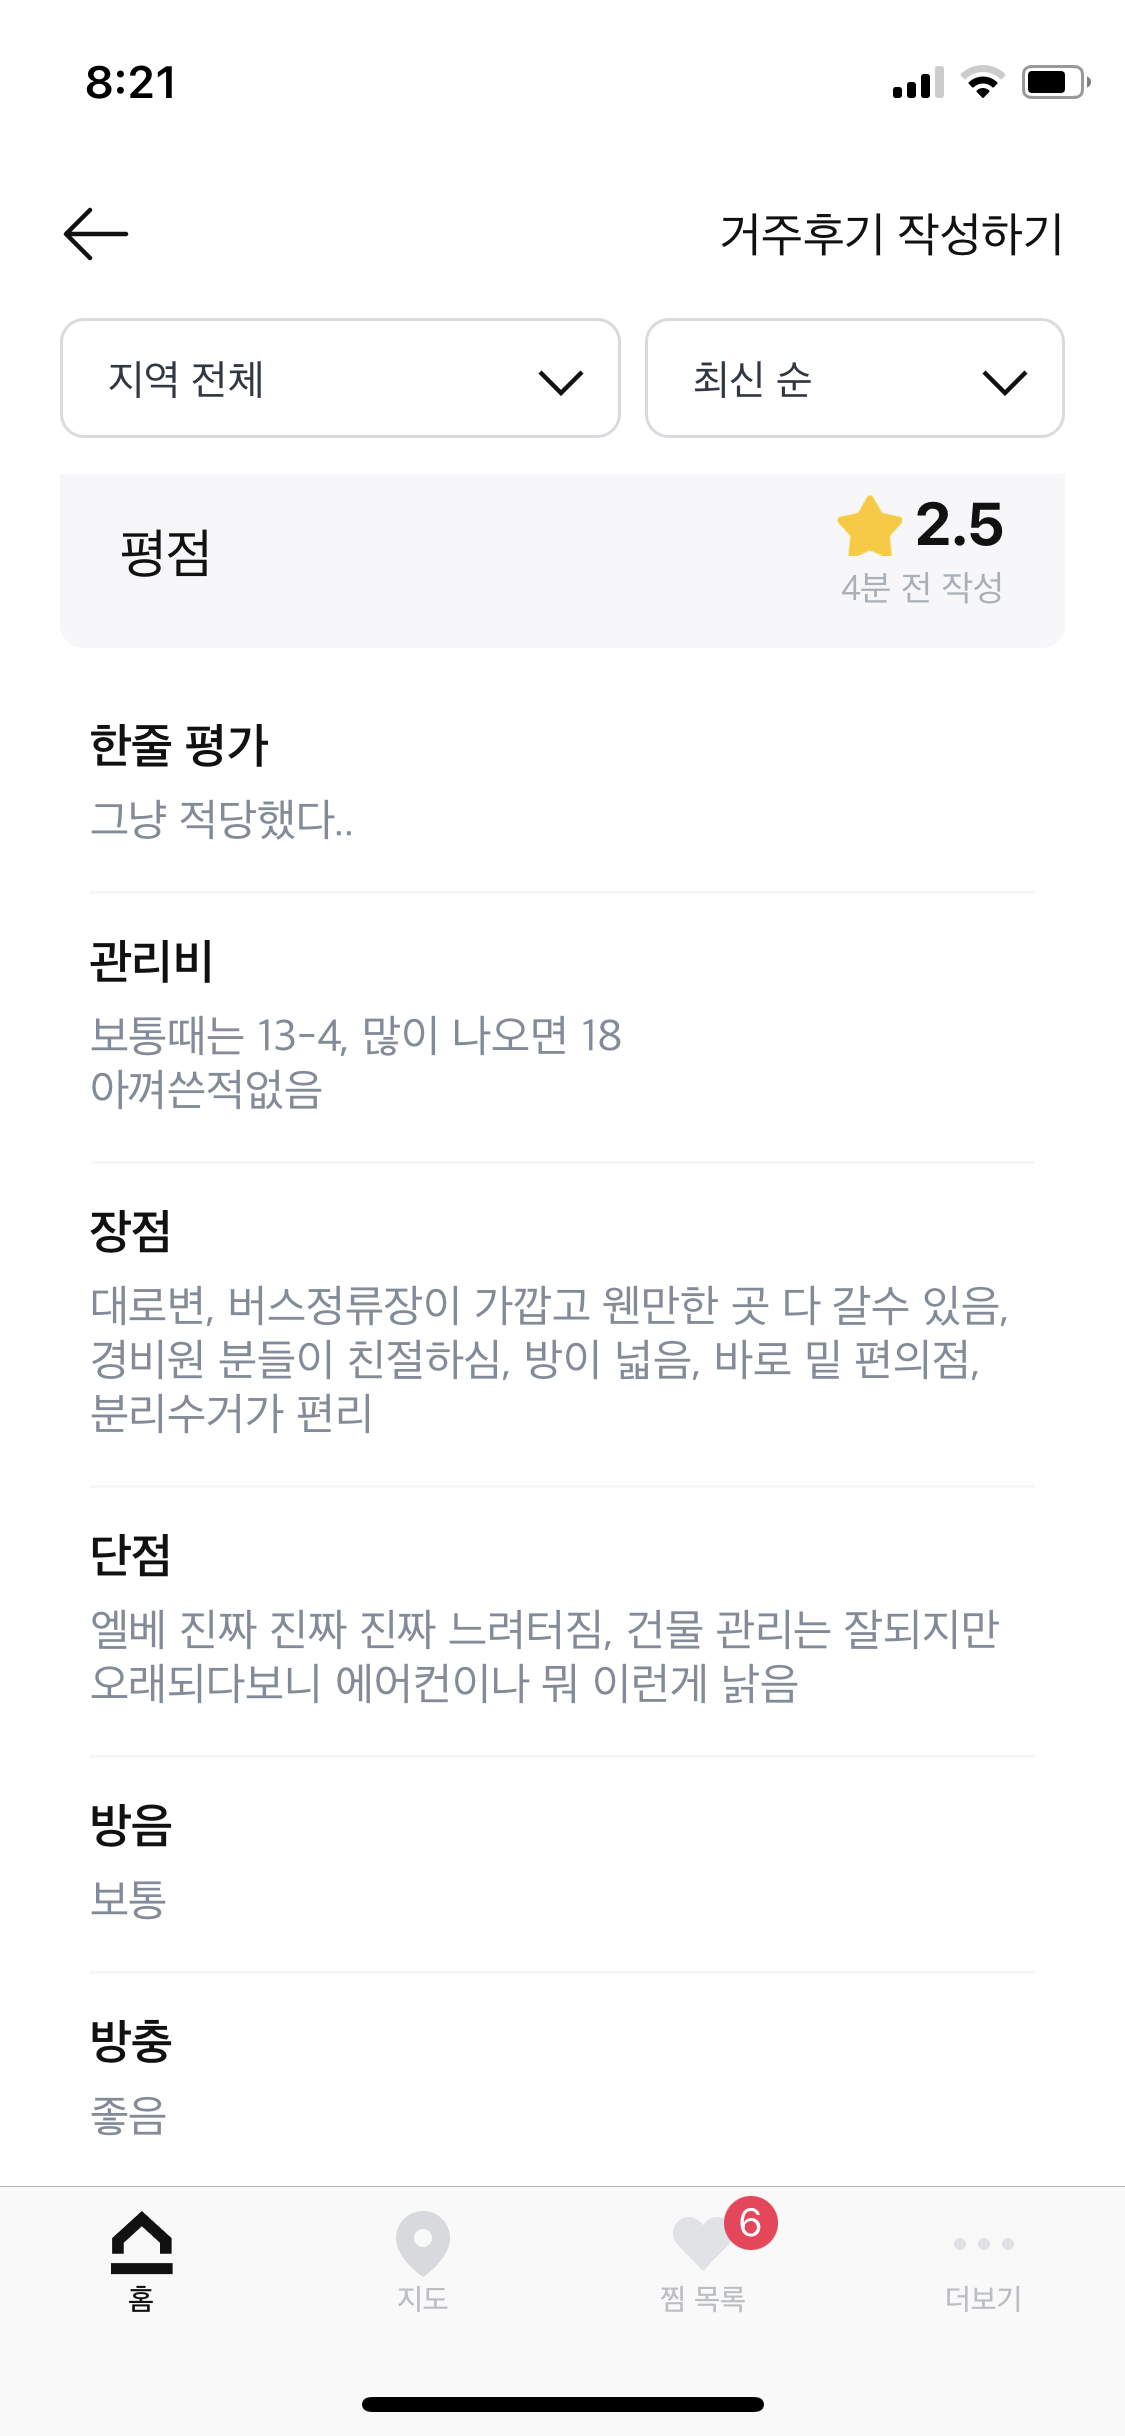 8:21
거주후기 작성하기
지역 전체
최신 순
평점
2.5
4분 전 작성
한줄 평가
그냥 적당했다..
관리비
보통때는 13-4, 많이 나오면 18
아껴쓴적없음
장점
대로변, 버스정류장이 가깝고 웬만한 곳 다 갈수 있음,
경비원 분들이 친절하심, 방이 넓음, 바로 밑 편의점,
분리수거가 편리
단점
엘베 진짜 진짜 진짜 느려터짐, 건물 관리는 잘되지만
오래되다보니 에어컨이나 뭐 이런게 낡음
방음
보통
방충
좋음
6
홈
지도
찜 목록
더보기